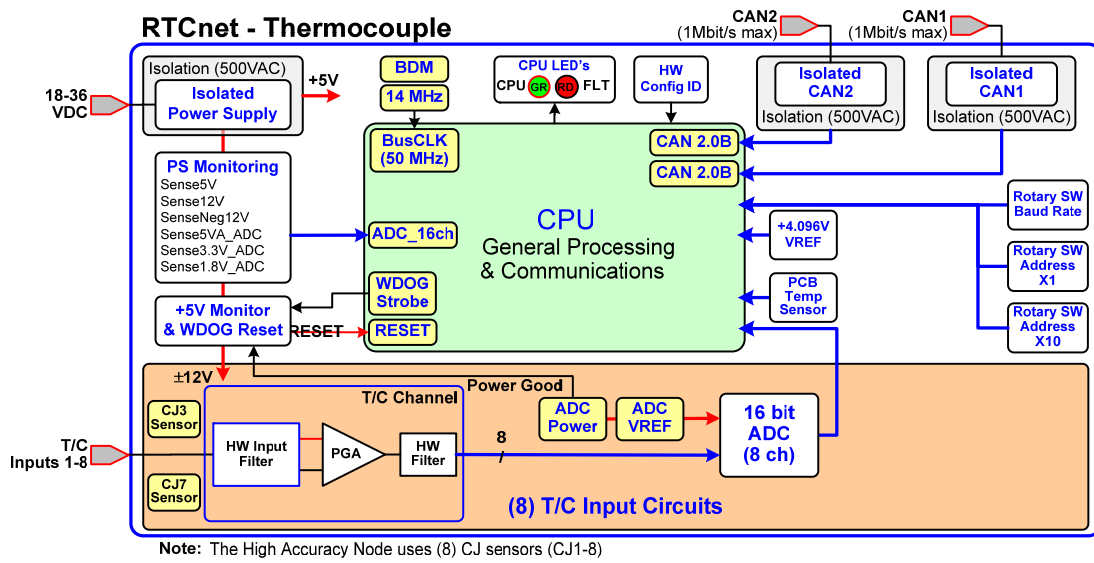 RTCnet - Thermocouple
CAN2
(1Mbit/s max)
CAN1
(1Mbit/s max)
18-36
VDC
Isolation (500VAC)
Isolated
Power Supply
+5V
BDM
14 MHz
BusCLK
(50 MHz)
CPU LED's
CPU GR RD FLT
HW
Config ID
Isolated
CAN2
Isolation (500VAC)
Isolated
CAN1
Isolation (500VAC)
CAN 2.0B
CAN 2.0B
PS Monitoring
Sense5V
Sense12V
SenseNeg12V
Sense5VA_ADC
Sense3.3V_ADC
Sense1.8V_ADC
ADC_16ch
CPU
General Processing
& Communications
+4.096V
VREF
Rotary SW
Baud Rate
Rotary SW
Address
X1
Rotary SW
Address
X10
PCB
Temp
Sensor
WDOG
Strobe
+5V Monitor
& WDOG Reset
RESET
RESET
±12V
Power Good
T/C Channel
CJ3
Sensor
T/C
Inputs 1-8
CJ7
Sensor
HW Input
Filter
PGA
HW
Filter
8
/
ADC
Power
ADC
VREF
16 bit
ADC
(8 ch)
(8) T/C Input Circuits
Note: The High Accuracy Node uses (8) CJ sensors (CJ1-8)